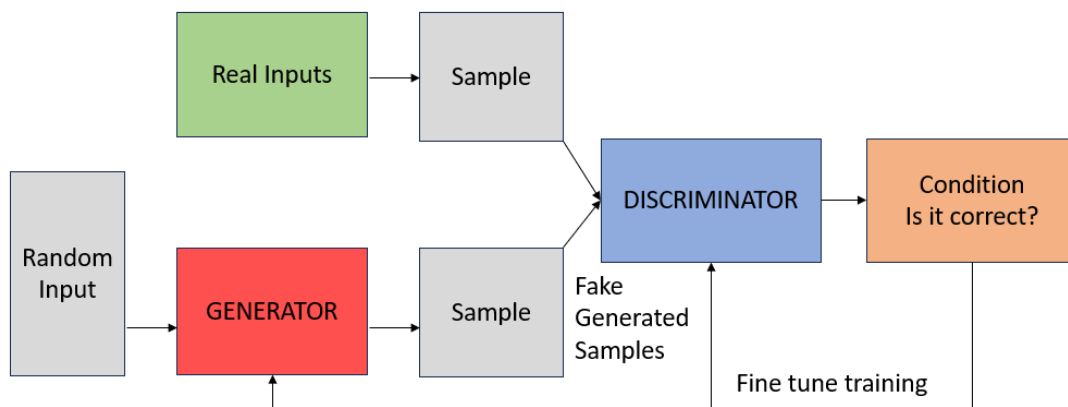 Real Inputs
Sample
Random
Input
GENERATOR
Sample
Fake
Generated
Samples
DISCRIMINATOR
Condition
Is it correct?
Fine tune training